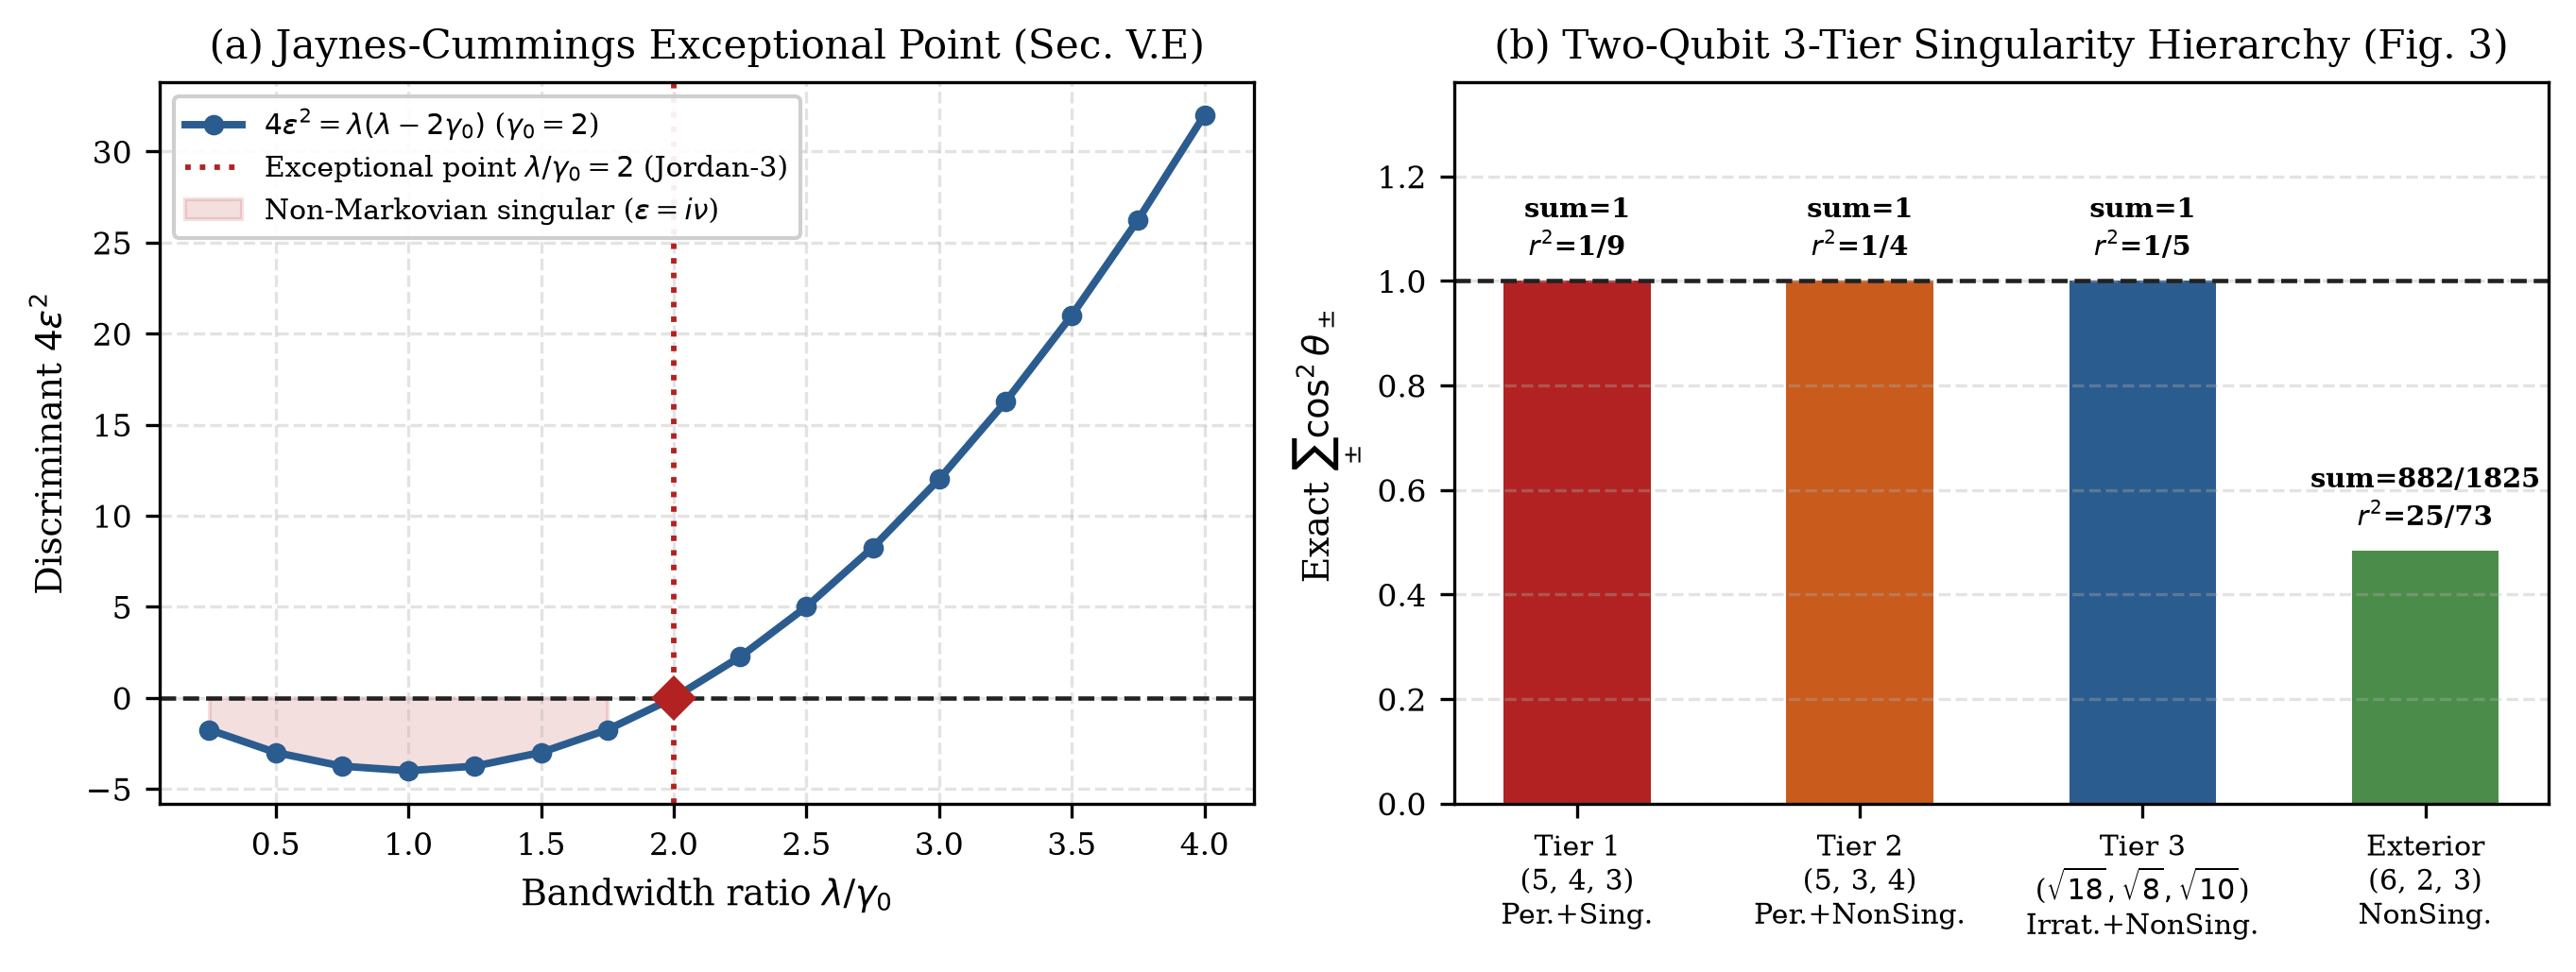 (a) Jaynes-Cummings Exceptional Point (Sec. V.E)
4ε² = λ(λ − 2γ₀) (γ₀ = 2)
Exceptional point λ/γ₀ = 2 (Jordan-3)
Non-Markovian singular (ε = iν)
Discriminant 4ε²
30
25
20
15
10
5
0
−5
0.5 1.0 1.5 2.0 2.5 3.0 3.5 4.0
Bandwidth ratio λ/γ₀
(b) Two-Qubit 3-Tier Singularity Hierarchy (Fig. 3)
Exact ∑± cos² θ±
1.2
1.0
0.8
0.6
0.4
0.2
0.0
sum=1
r²=1/9
sum=1
r²=1/4
sum=1
r²=1/5
sum=882/1825
r²=25/73
Tier 1
(5, 4, 3)
Per.+Sing.
Tier 2
(5, 3, 4)
Per.+NonSing.
Tier 3
(√18, √8, √10)
Irrat.+NonSing.
Exterior
(6, 2, 3)
NonSing.